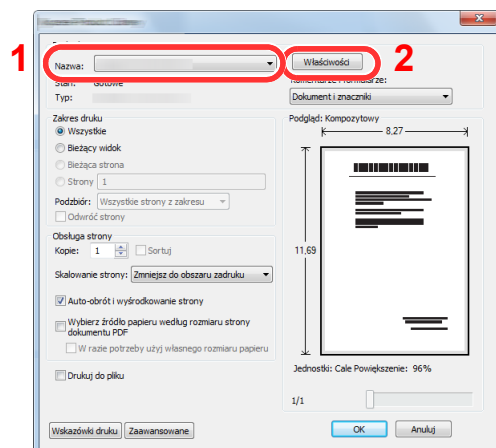 1
2
Nazwa:
Właściwości
Stan: Gotowe
Komentarze i formularze:
Typ:
Dokument i znaczniki
Zakres druku
Wszystkie
Bieżący widok
Bieżąca strona
Strony 1
Podzbiór: Wszystkie strony z zakresu
Odwróć strony
Obsługa strony
Kopie: 1 Sortuj
Skalowanie strony: Zmniejsz do obszaru zadruku
Auto-obrót i wyśrodkowanie strony
Wybierz źródło papieru według rozmiaru strony
dokumentu PDF
W razie potrzeby użyj własnego rozmiaru papieru
Drukuj do pliku
Podgląd: Kompozytowy
8,27
11,69
Jednostki: Cale Powiększenie: 96%
1/1
Wskazówki druku
Zaawansowane
OK
Anuluj